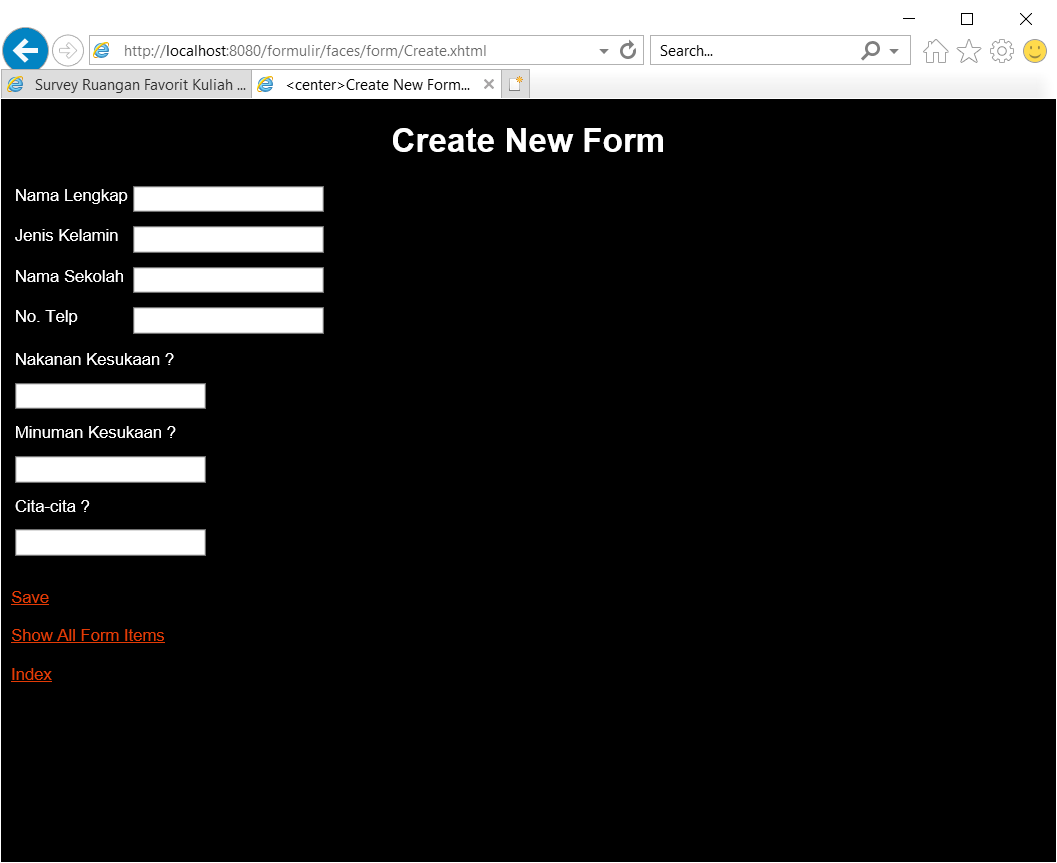 http://localhost:8080/formulir/faces/form/Create.xhtml
Search...
Survey Ruangan Favorit Kuliah ...
<center>Create New Form...
Create New Form
Nama Lengkap
Jenis Kelamin
Nama Sekolah
No. Telp
Nakanan Kesukaan ?
Minuman Kesukaan ?
Cita-cita ?
Save
Show All Form Items
Index